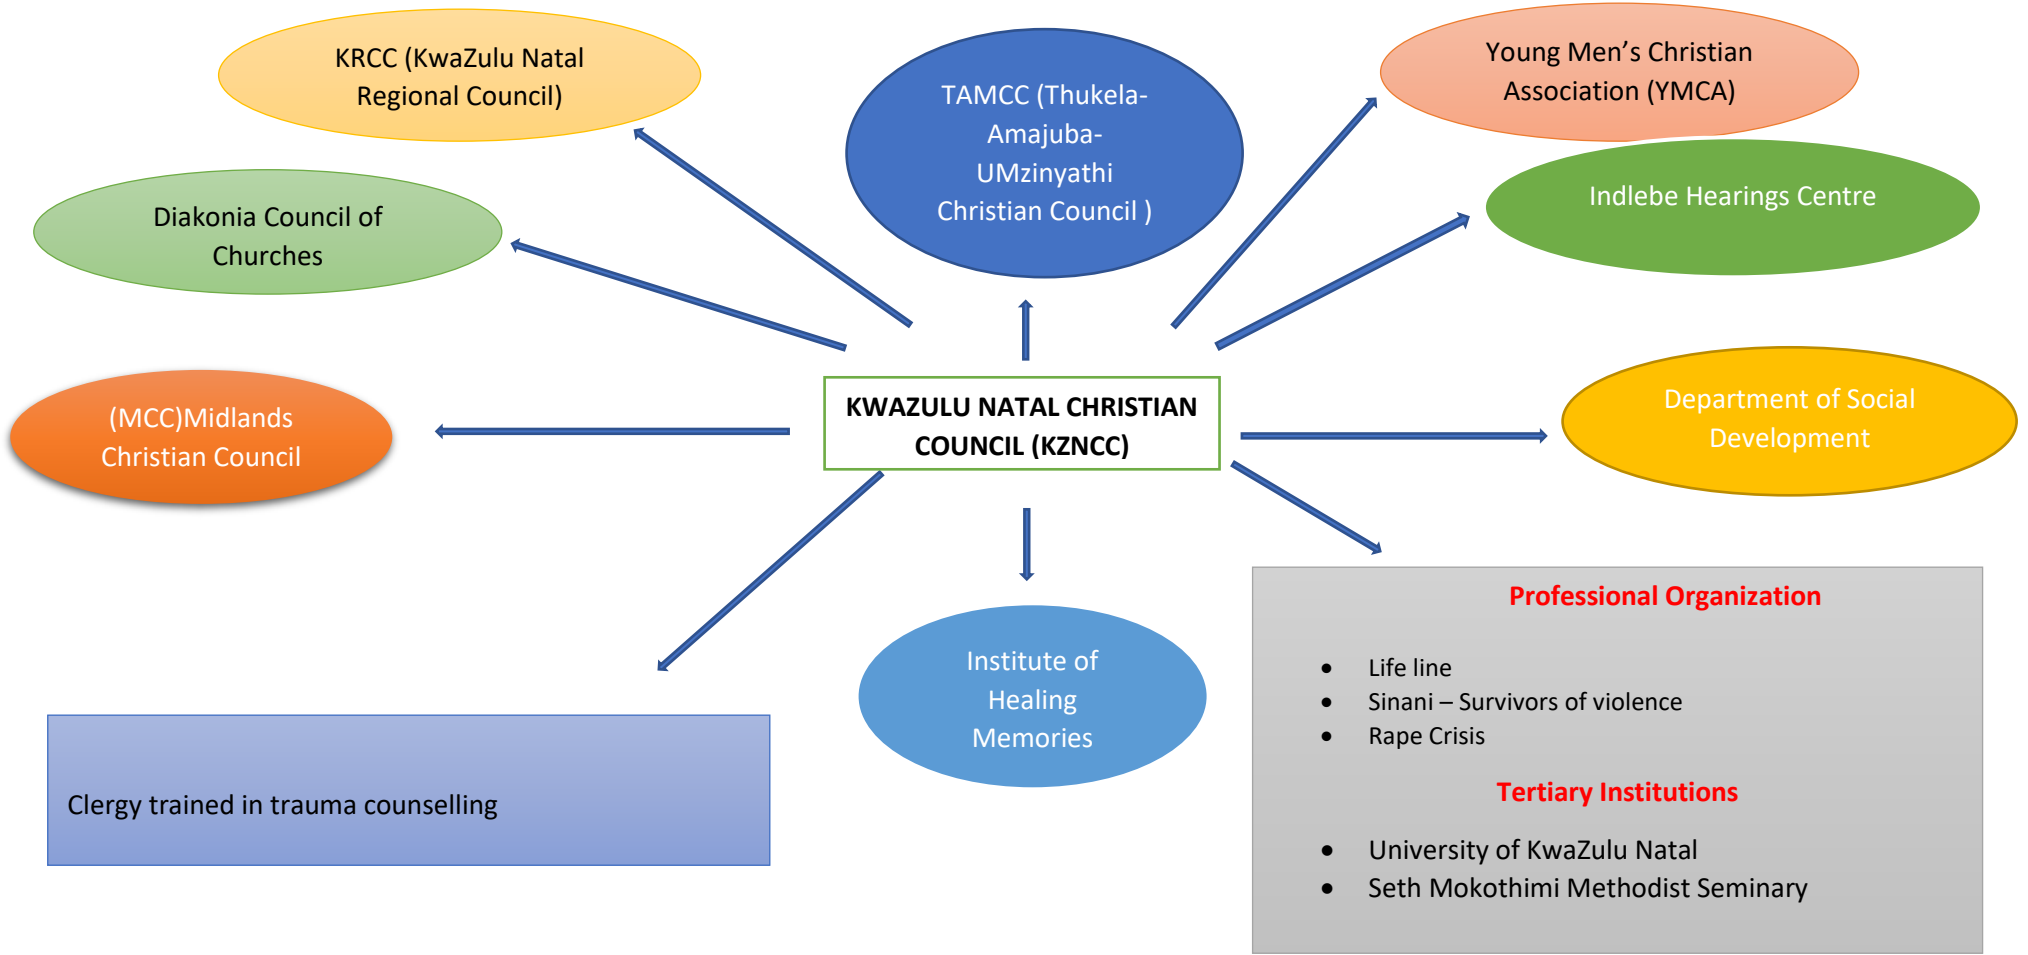 KRCC (KwaZulu Natal
Regional Council)
TAMCC (Thukela-
Amajuba-
UMzinyathi
Christian Council )
Young Men’s Christian
Association (YMCA)
Diakonia Council of
Churches
Indlebe Hearings Centre
(MCC)Midlands
Christian Council
KWAZULU NATAL CHRISTIAN
COUNCIL (KZNCC)
Department of Social
Development
Clergy trained in trauma counselling
Institute of
Healing
Memories
Professional Organization
• Life line
• Sinani – Survivors of violence
• Rape Crisis
Tertiary Institutions
• University of KwaZulu Natal
• Seth Mokothimi Methodist Seminary